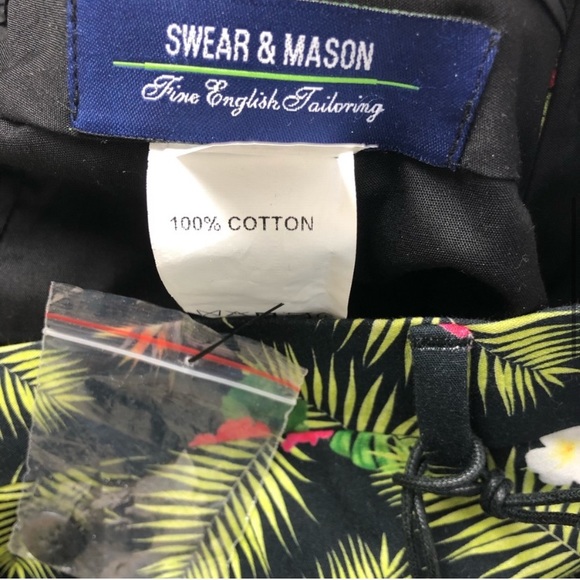 SWEAR & MASON
Fine English Tailoring
100% COTTON